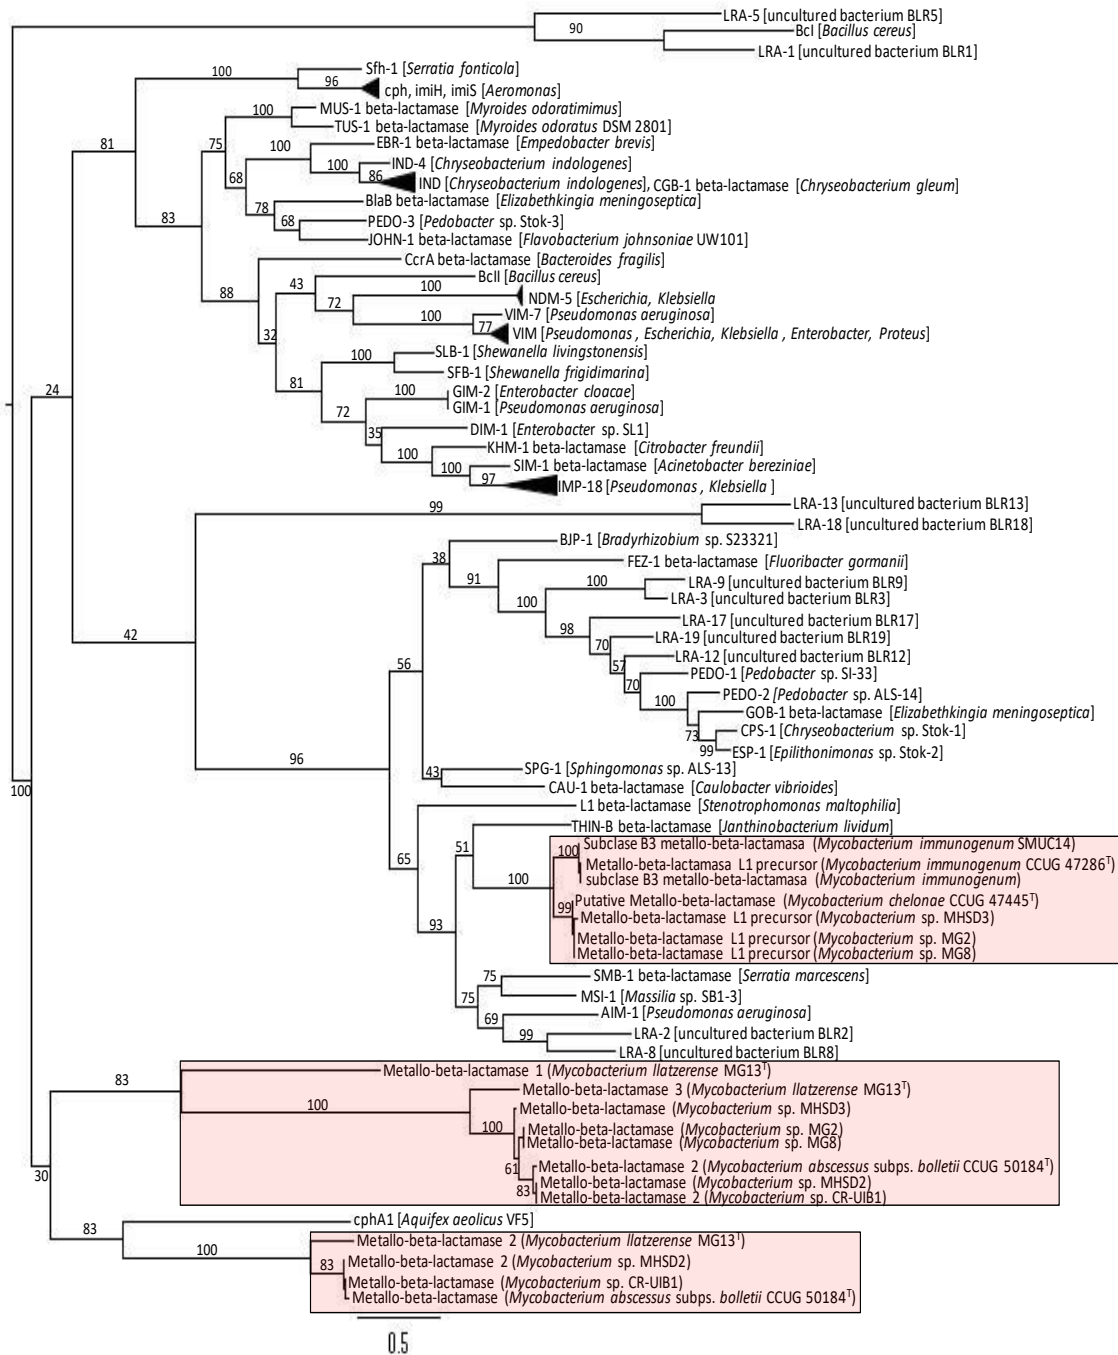 LRA-5 [uncultured bacterium BLR5]
90
BcI [Bacillus cereus]
LRA-1 [uncultured bacterium BLR1]
100
Sfh-1 [Serratia fonticola]
96
cph, imiH, imiS [Aeromonas]
MUS-1 beta-lactamase [Myroides odoratimimus]
100
TUS-1 beta-lactamase [Myroides odoratus DSM 2801]
81
75
EBR-1 beta-lactamase [Empedobacter brevis]
100
IND-4 [Chryseobacterium indologenes]
100
86
IND [Chryseobacterium indologenes], CGB-1 beta-lactamase [Chryseobacterium gleum]
68
BlaB beta-lactamase [Elizabethkingia meningoseptica]
78
83
68
PEDO-3 [Pedobacter sp. Stok-3]
JOHN-1 beta-lactamase [Flavobacterium johnsoniae UW101]
CcrA beta-lactamase [Bacteroides fragilis]
BcII [Bacillus cereus]
43
88
100
NDM-5 [Escherichia, Klebsiella
72
VIM-7 [Pseudomonas aeruginosa]
100
77
VIM [Pseudomonas , Escherichia, Klebsiella , Enterobacter, Proteus]
32
SLB-1 [Shewanella livingstonensis]
100
SFB-1 [Shewanella frigidimarina]
81
24
GIM-2 [Enterobacter cloacae]
100
GIM-1 [Pseudomonas aeruginosa]
72
DIM-1 [Enterobacter sp. SL1]
35
KHM-1 beta-lactamase [Citrobacter freundii]
100
SIM-1 beta-lactamase [Acinetobacter bereziniae]
100
97
IMP-18 [Pseudomonas , Klebsiella ]
LRA-13 [uncultured bacterium BLR13]
99
LRA-18 [uncultured bacterium BLR18]
BJP-1 [Bradyrhizobium sp. S23321]
38
FEZ-1 beta-lactamase [Fluoribacter gormanii]
91
LRA-9 [uncultured bacterium BLR9]
100
LRA-3 [uncultured bacterium BLR3]
100
LRA-17 [uncultured bacterium BLR17]
98
LRA-19 [uncultured bacterium BLR19]
42
70
LRA-12 [uncultured bacterium BLR12]
56
57
PEDO-1 [Pedobacter sp. SI-33]
70
PEDO-2 [Pedobacter sp. ALS-14]
100
GOB-1 beta-lactamase [Elizabethkingia meningoseptica]
CPS-1 [Chryseobacterium sp. Stok-1]
73
99
ESP-1 [Epilithonimonas sp. Stok-2]
96
SPG-1 [Sphingomonas sp. ALS-13]
43
CAU-1 beta-lactamase [Caulobacter vibrioides]
100
L1 beta-lactamase [Stenotrophomonas maltophilia]
THIN-B beta-lactamase [Janthinobacterium lividum]
Subclase B3 metallo-beta-lactamasa (Mycobacterium immunogenum SMUC14)
51
100
65
Metallo-beta-lactamasa L1 precursor (Mycobacterium immunogenum CCUG 47286T)
subclase B3 metallo-beta-lactamasa (Mycobacterium immunogenum)
100
Putative Metallo-beta-lactamase (Mycobacterium chelonae CCUG 47445T)
99
Metallo-beta-lactamase L1 precursor (Mycobacterium sp. MHSD3)
93
Metallo-beta-lactamase L1 precursor (Mycobacterium sp. MG2)
Metallo-beta-lactamase L1 precursor (Mycobacterium sp. MG8)
75
SMB-1 beta-lactamase [Serratia marcescens]
MSI-1 [Massilia sp. SB1-3]
75
AIM-1 [Pseudomonas aeruginosa]
69
99
LRA-2 [uncultured bacterium BLR2]
LRA-8 [uncultured bacterium BLR8]
Metallo-beta-lactamase 1 (Mycobacterium llatzerense MG13T)
83
Metallo-beta-lactamase 3 (Mycobacterium llatzerense MG13T)
100
Metallo-beta-lactamase (Mycobacterium sp. MHSD3)
100
Metallo-beta-lactamase (Mycobacterium sp. MG2)
Metallo-beta-lactamase (Mycobacterium sp. MG8)
61
Metallo-beta-lactamase 2 (Mycobacterium abscessus subps. bolletii CCUG 50184T)
30
83
Metallo-beta-lactamase (Mycobacterium sp. MHSD2)
Metallo-beta-lactamase 2 (Mycobacterium sp. CR-UIB1)
83
cphA1 [Aquifex aeolicus VF5]
Metallo-beta-lactamase 2 (Mycobacterium llatzerense MG13T)
100
83
Metallo-beta-lactamase 2 (Mycobacterium sp. MHSD2)
Metallo-beta-lactamase (Mycobacterium sp. CR-UIB1)
Metallo-beta-lactamase (Mycobacterium abscessus subps. bolletii CCUG 50184T)
0.5